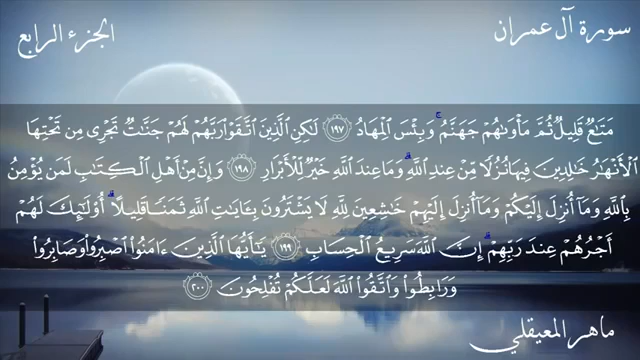 سورة آل عمران
الجزء الرابع
مَتَـٰعٌ قَلِيلٌ ثُمَّ مَأْوَىٰهُمْ جَهَنَّمُ ۚ وَبِئْسَ ٱلْمِهَادُ ١٩٧ لَـٰكِنِ ٱلَّذِينَ ٱتَّقَوْا۟ رَبَّهُمْ لَهُمْ جَنَّـٰتٌ تَجْرِى مِن تَحْتِهَا
ٱلْأَنْهَـٰرُ خَـٰلِدِينَ فِيهَا نُزُلًا مِّنْ عِندِ ٱللَّهِ ۗ وَمَا عِندَ ٱللَّهِ خَيْرٌ لِّلْأَبْرَارِ ١٩٨ وَإِنَّ مِنْ أَهْلِ ٱلْكِتَـٰبِ لَمَن يُؤْمِنُ
بِٱللَّهِ وَمَآ أُنزِلَ إِلَيْكُمْ وَمَآ أُنزِلَ إِلَيْهِمْ خَـٰشِعِينَ لِلَّهِ لَا يَشْتَرُونَ بِـَٔايَـٰتِ ٱللَّهِ ثَمَنًا قَلِيلًا ۗ أُو۟لَـٰٓئِكَ لَهُمْ
أَجْرُهُمْ عِندَ رَبِّهِمْ ۗ إِنَّ ٱللَّهَ سَرِيعُ ٱلْحِسَابِ ١٩٩ يَـٰٓأَيُّهَا ٱلَّذِينَ ءَامَنُوا۟ ٱصْبِرُوا۟ وَصَابِرُوا۟
وَرَابِطُوا۟ وَٱتَّقُوا۟ ٱللَّهَ لَعَلَّكُمْ تُفْلِحُونَ ٢٠٠
ماهر المعيقلي